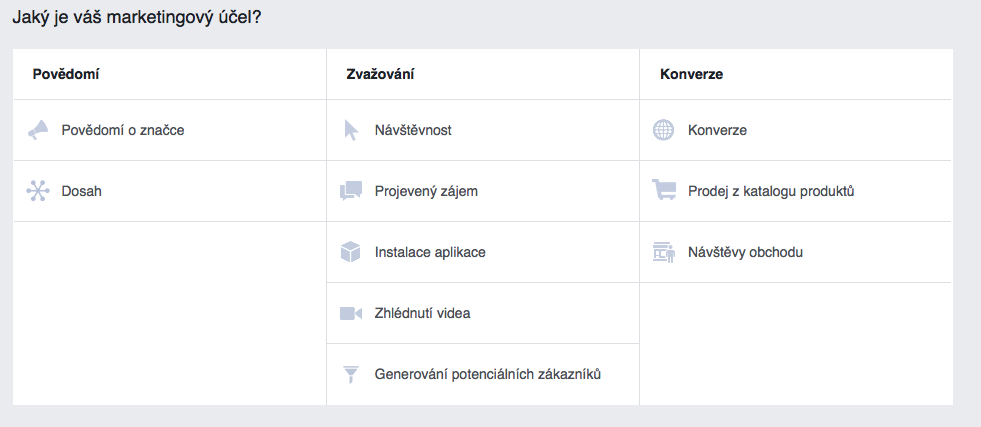 Jaký je váš marketingový účel?
Povědomí
Zvažování
Konverze
Povědomí o značce
Návštěvnost
Konverze
Dosah
Projevený zájem
Prodej z katalogu produktů
Instalace aplikace
Návštěvy obchodu
Zhlédnutí videa
Generování potenciálních zákazníků